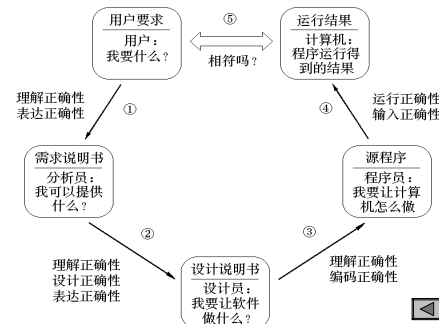 用户要求
用户：
我要什么？
⑤
相符吗？
运行结果
计算机：
程序运行得
到的结果
理解正确性
表达正确性
①
④
运行正确性
输入正确性
需求说明书
分析员：
我可以提供
什么？
源程序
程序员：
我要让计算
机怎么做
②
③
理解正确性
设计正确性
表达正确性
设计说明书
设计员：
我要让软件
做什么？
理解正确性
编码正确性